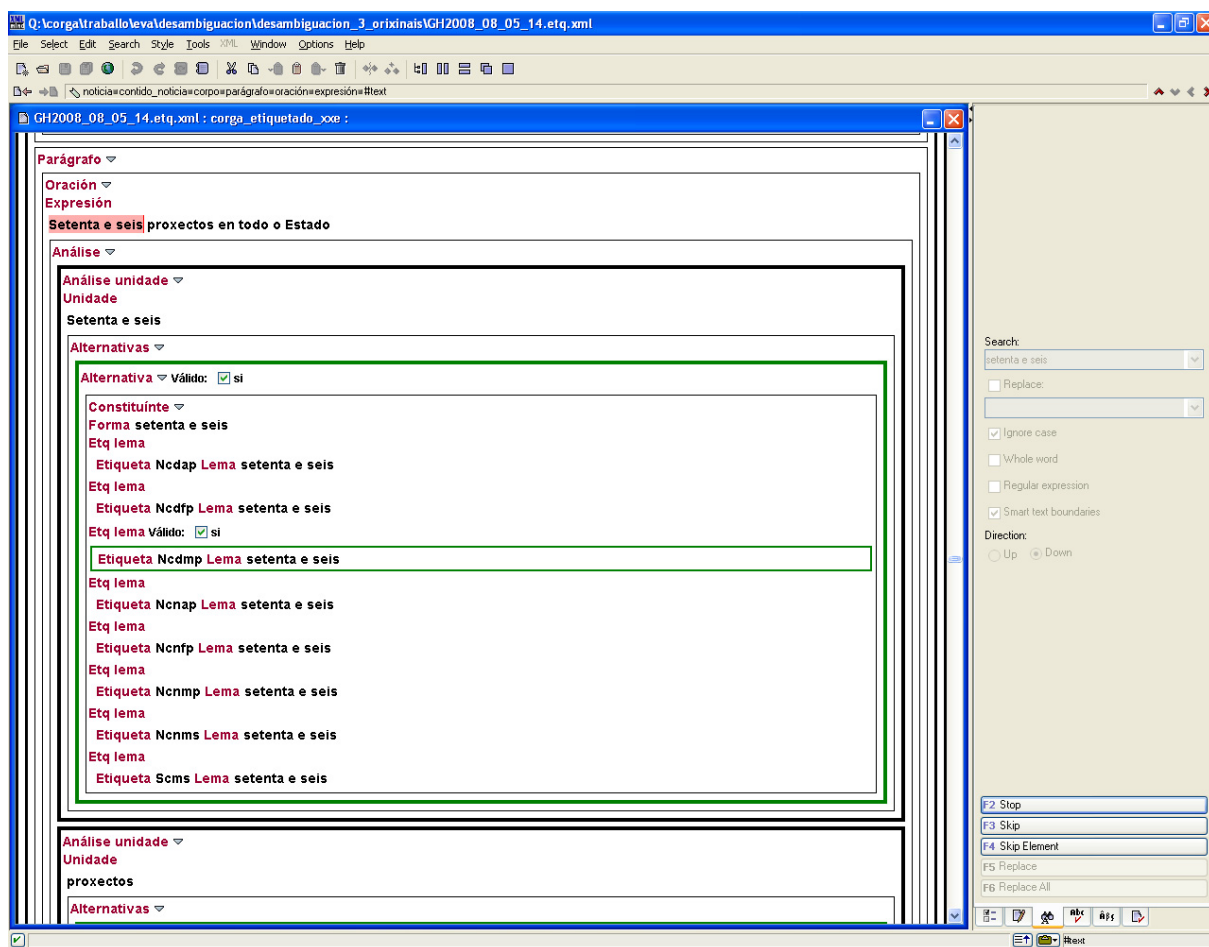 Q:\corga\traballo\eva\desambiguacion\desambiguacion_3_orixinais\GH2008_08_05_14.etq.xml
File Select Edit Search Style Tools XML Window Options Help
noticia=contido_noticia=corpo=parágrafo=oración=expresión=#text
GH2008_08_05_14.etq.xml : corga_etiquetado_xxe :
Parágrafo
Oración
Expresión
Setenta e seis proxectos en todo o Estado
Análise
Análise unidade
Unidade
Setenta e seis
Alternativas
Alternativa Válido: si
Constituínte
Forma setenta e seis
Etq lema
Etiqueta Ncdap Lema setenta e seis
Etq lema
Etiqueta Ncdfp Lema setenta e seis
Etq lema Válido: si
Etiqueta Ncdmp Lema setenta e seis
Etq lema
Etiqueta Ncnap Lema setenta e seis
Etq lema
Etiqueta Ncnfp Lema setenta e seis
Etq lema
Etiqueta Ncnmp Lema setenta e seis
Etq lema
Etiqueta Ncnms Lema setenta e seis
Etq lema
Etiqueta Scms Lema setenta e seis
Análise unidade
Unidade
proxectos
Alternativas
Search:
setenta e seis
Replace:
Ignore case
Whole word
Regular expression
Smart text boundaries
Direction:
Up Down
F2 Stop
F3 Skip
F4 Skip Element
F5 Replace
F6 Replace All
#text